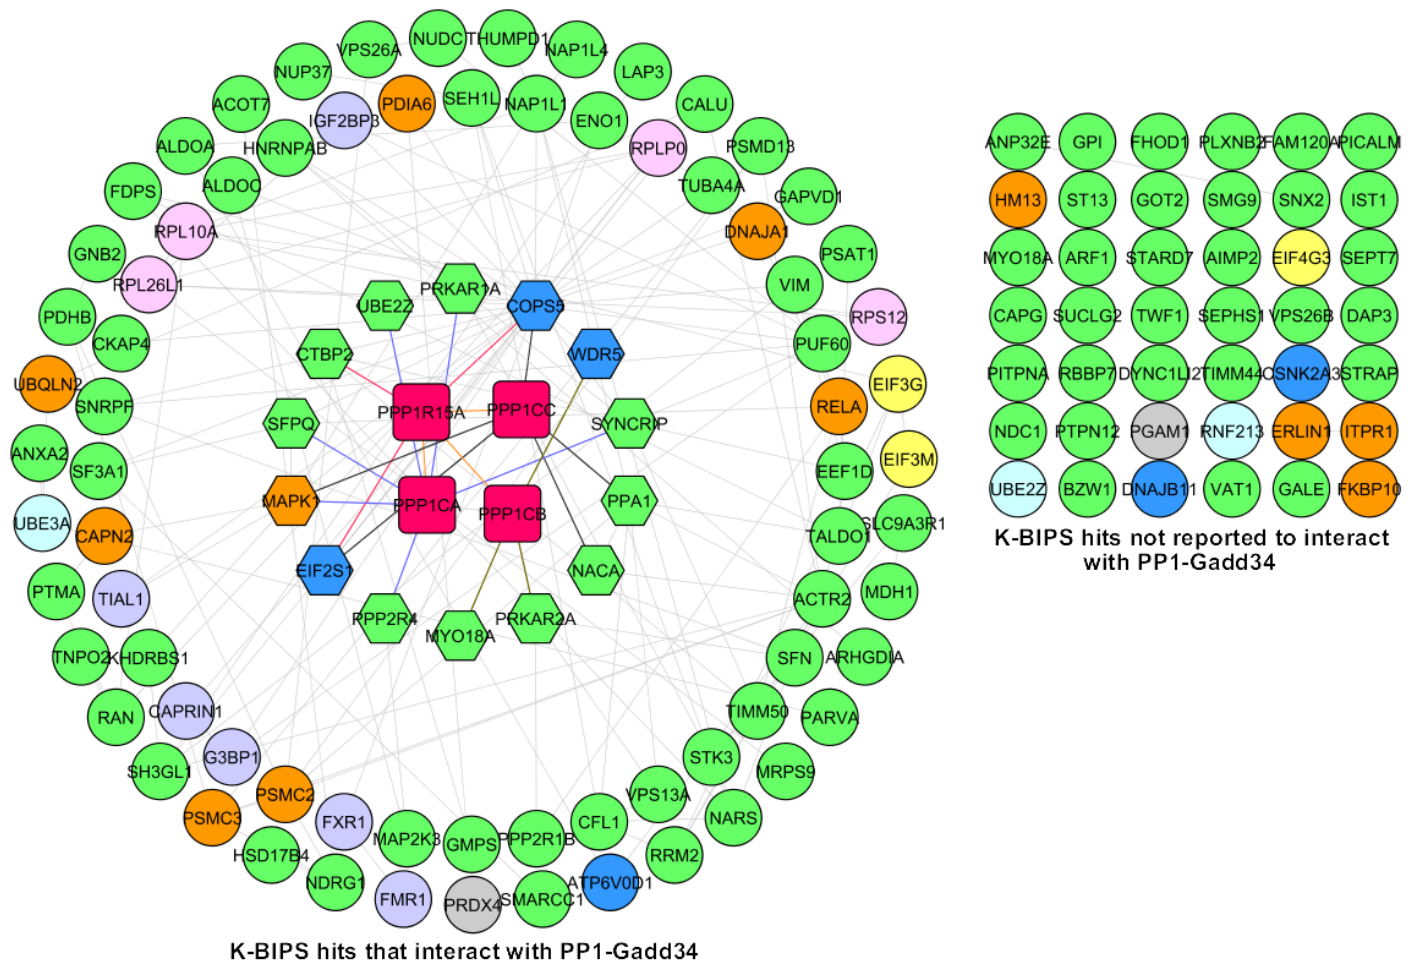 NUDC
THUMPD1
VPS26A
NAP1L4
NUP37
LAP3
ACOT7
IGF2BP3
PDIA6
SEH1L
NAP1L1
ENO1
CALU
ALDOA
HNRNPAB
RPLP0
PSMD13
FDPS
ALDOC
TUBA4A
GAPVD1
RPL10A
DNAJA1
GNB2
PSAT1
RPL26L1
VIM
PDHB
CKAP4
PUF60
RPS12
UBQLN2
SNRPF
RELA
EIF3G
ANXA2
SF3A1
EEF1D
EIF3M
UBE3A
CAPN2
TALDO1
SLC9A3R1
PTMA
TIAL1
ACTR2
MDH1
TNPO2
KHDRBS1
SFN
ARHGDIA
RAN
CAPRIN1
TIMM50
PARVA
SH3GL1
G3BP1
STK3
MRPS9
PSMC3
PSMC2
VPS13A
NARS
HSD17B4
FXR1
MAP2K3
GMPS
PPP2R1B
CFL1
RRM2
NDRG1
FMR1
PRDX4
SMARCC1
ATP6V0D1
UBE2Z
PRKAR1A
COPS5
CTBP2
WDR5
SFPQ
PPP1R15A
PPP1CC
SYNCRIP
MAPK1
PPP1CA
PPP1CB
PPA1
EIF2S1
NACA
PPP2R4
MYO18A
PRKAR2A
K-BIPS hits that interact with PP1-Gadd34
ANP32E GPI FHOD1 PLXNB2 FAM120A PICALM
HM13 ST13 GOT2 SMG9 SNX2 IST1
MYO18A ARF1 STARD7 AIMP2 EIF4G3 SEPT7
CAPG SUCLG2 TWF1 SEPHS1 VPS26B DAP3
PITPNA RBBP7 DYNC1LI2 TIMM44 CSNK2A3 STRAP
NDC1 PTPN12 PGAM1 RNF213 ERLIN1 ITPR1
UBE2Z BZW1 DNAJB11 VAT1 GALE FKBP10
K-BIPS hits not reported to interact
with PP1-Gadd34